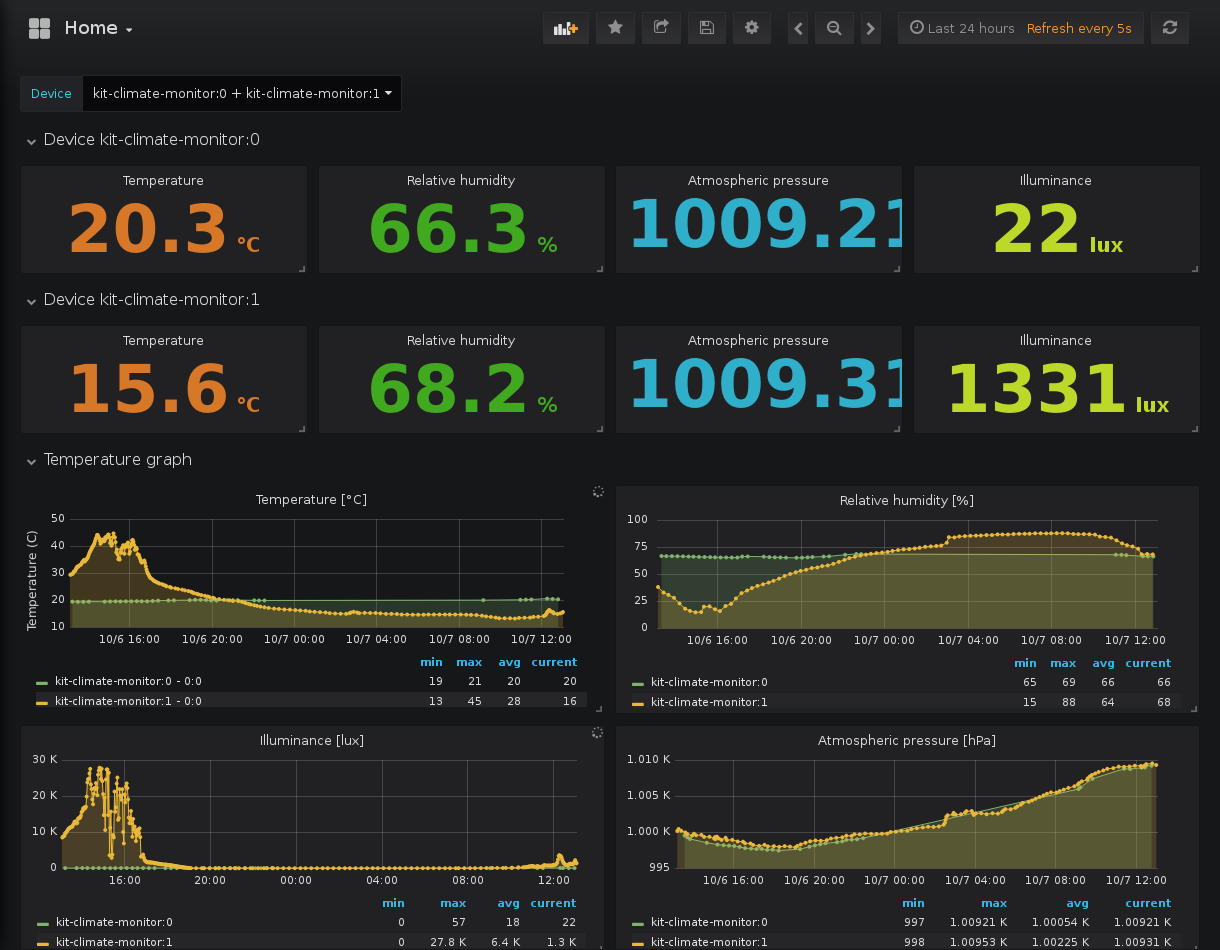 Home
Last 24 hours Refresh every 5s
Device kit-climate-monitor:0 + kit-climate-monitor:1
Device kit-climate-monitor:0
Temperature Relative humidity Atmospheric pressure Illuminance
20.3 °C 66.3 % 1009.21 22 lux
Device kit-climate-monitor:1
Temperature Relative humidity Atmospheric pressure Illuminance
15.6 °C 68.2 % 1009.31 1331 lux
Temperature graph
Temperature [°C]
Temperature (C)
50
40
30
20
10
10/6 16:00 10/6 20:00 10/7 00:00 10/7 04:00 10/7 08:00 10/7 12:00
min max avg current
kit-climate-monitor:0 - 0:0 19 21 20 20
kit-climate-monitor:1 - 0:0 13 45 28 16
Relative humidity [%]
100
75
50
25
0
10/6 16:00 10/6 20:00 10/7 00:00 10/7 04:00 10/7 08:00 10/7 12:00
min max avg current
kit-climate-monitor:0 65 69 66 66
kit-climate-monitor:1 15 88 64 68
Illuminance [lux]
30 K
20 K
10 K
0
16:00 20:00 00:00 04:00 08:00 12:00
min max avg current
kit-climate-monitor:0 0 57 18 22
kit-climate-monitor:1 0 27.8 K 6.4 K 1.3 K
Atmospheric pressure [hPa]
1.010 K
1.005 K
1.000 K
995
10/6 16:00 10/6 20:00 10/7 00:00 10/7 04:00 10/7 08:00 10/7 12:00
min max avg current
kit-climate-monitor:0 997 1.00921 K 1.00054 K 1.00921 K
kit-climate-monitor:1 998 1.00953 K 1.00225 K 1.00931 K